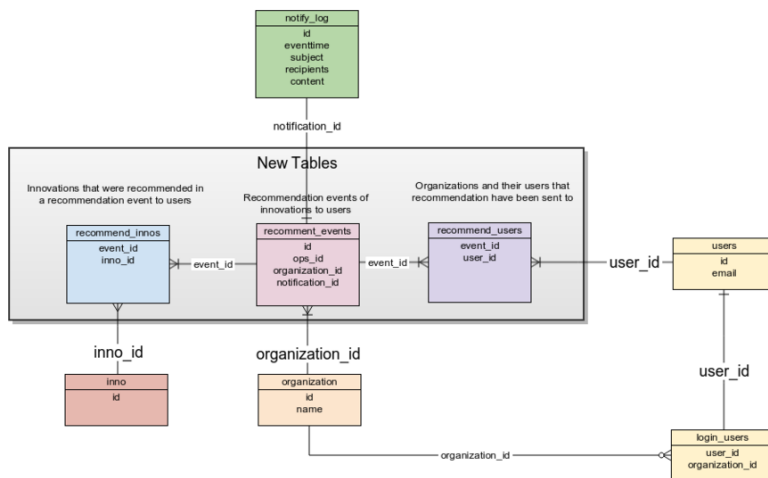 notify_log
id
eventtime
subject
recipients
content
notification_id
New Tables
Innovations that were recommended in
a recommendation event to users
Recommendation events of
innovations to users
Organizations and their users that
recommendation have been sent to
recommend_innos
event_id
inno_id
event_id
recomment_events
id
ops_id
organization_id
notification_id
event_id
recommend_users
event_id
user_id
user_id
users
id
email
inno_id
organization_id
user_id
inno
id
organization
id
name
organization_id
login_users
user_id
organization_id